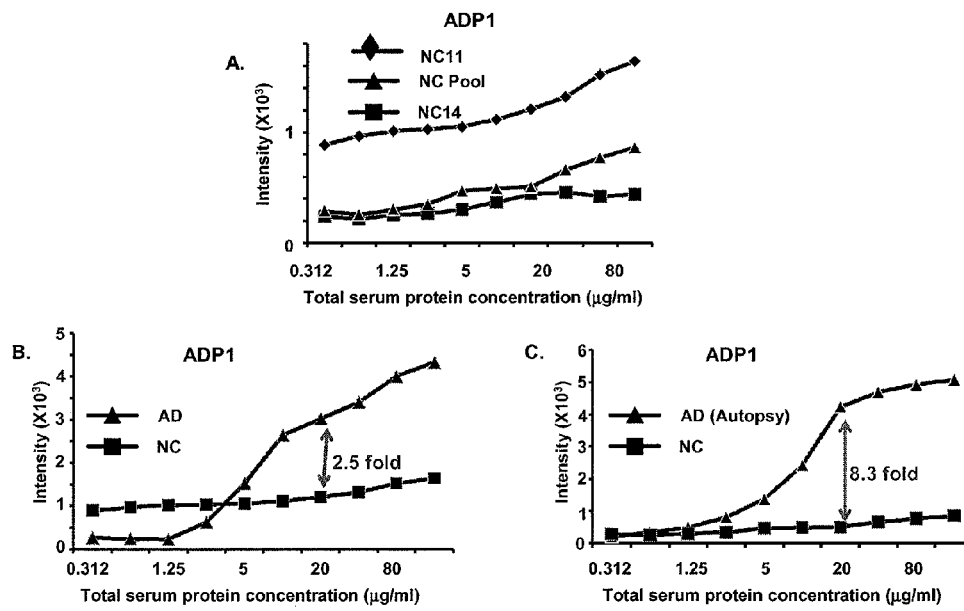 ADP1
A.
NC11
NC Pool
NC14
Intensity (X10³)
1
0
0.312 1.25 5 20 80
Total serum protein concentration (μg/ml)
B.
ADP1
5
4
3
2
1
0
Intensity (X10³)
AD
NC
2.5 fold
0.312 1.25 5 20 80
Total serum protein concentration (μg/ml)
C.
ADP1
6
5
4
3
2
1
0
Intensity (X10³)
AD (Autopsy)
NC
8.3 fold
0.312 1.25 5 20 80
Total serum protein concentration (μg/ml)